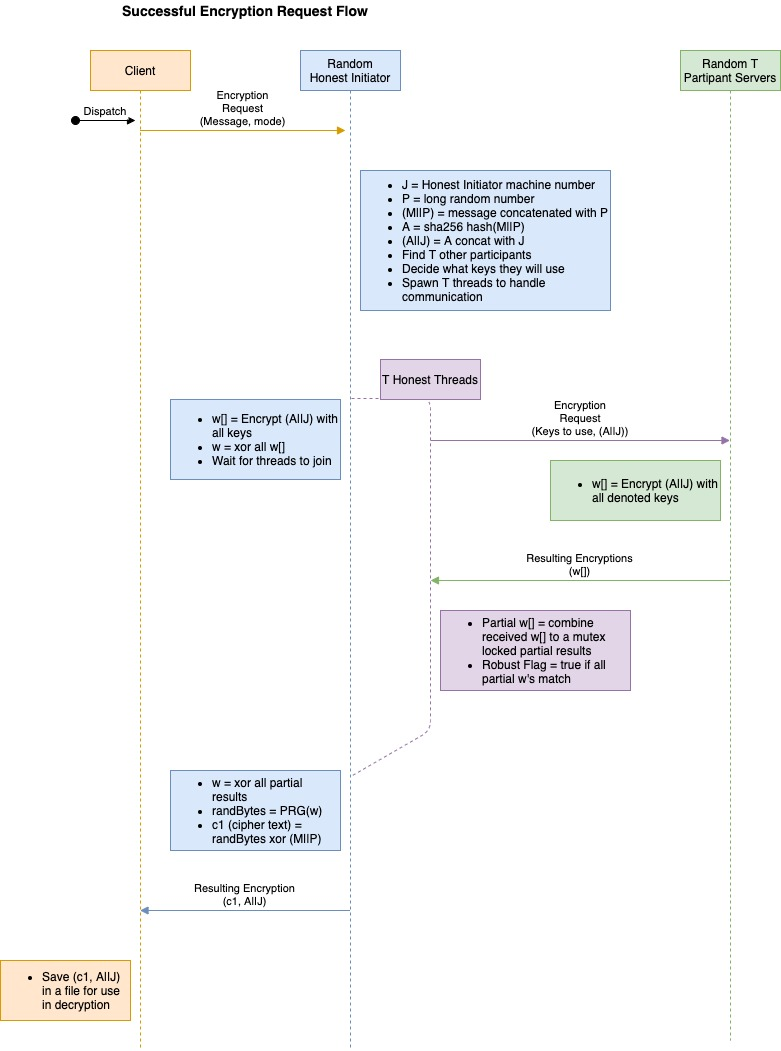 Successful Encryption Request Flow
Client
Random
Honest Initiator
Random T
Partipant Servers
Dispatch
Encryption
Request
(Message, mode)
• J = Honest Initiator machine number
• P = long random number
• (M||P) = message concatenated with P
• A = sha256 hash(M||P)
• (A||J) = A concat with J
• Find T other participants
• Decide what keys they will use
• Spawn T threads to handle
communication
T Honest Threads
• w[] = Encrypt (A||J) with
all keys
• w = xor all w[]
• Wait for threads to join
Encryption
Request
(Keys to use, (A||J))
• w[] = Encrypt (A||J) with
all denoted keys
Resulting Encryptions
(w[])
• Partial w[] = combine
received w[] to a mutex
locked partial results
• Robust Flag = true if all
partial w's match
• w = xor all partial
results
• randBytes = PRG(w)
• c1 (cipher text) =
randBytes xor (M||P)
Resulting Encryption
(c1, A||J)
• Save (c1, A||J)
in a file for use
in decryption